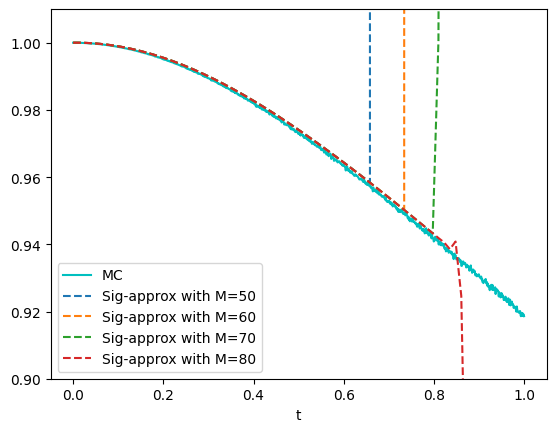 1.00
0.98
0.96
0.94
0.92
0.90
MC
Sig-approx with M=50
Sig-approx with M=60
Sig-approx with M=70
Sig-approx with M=80
0.0 0.2 0.4 0.6 0.8 1.0
t